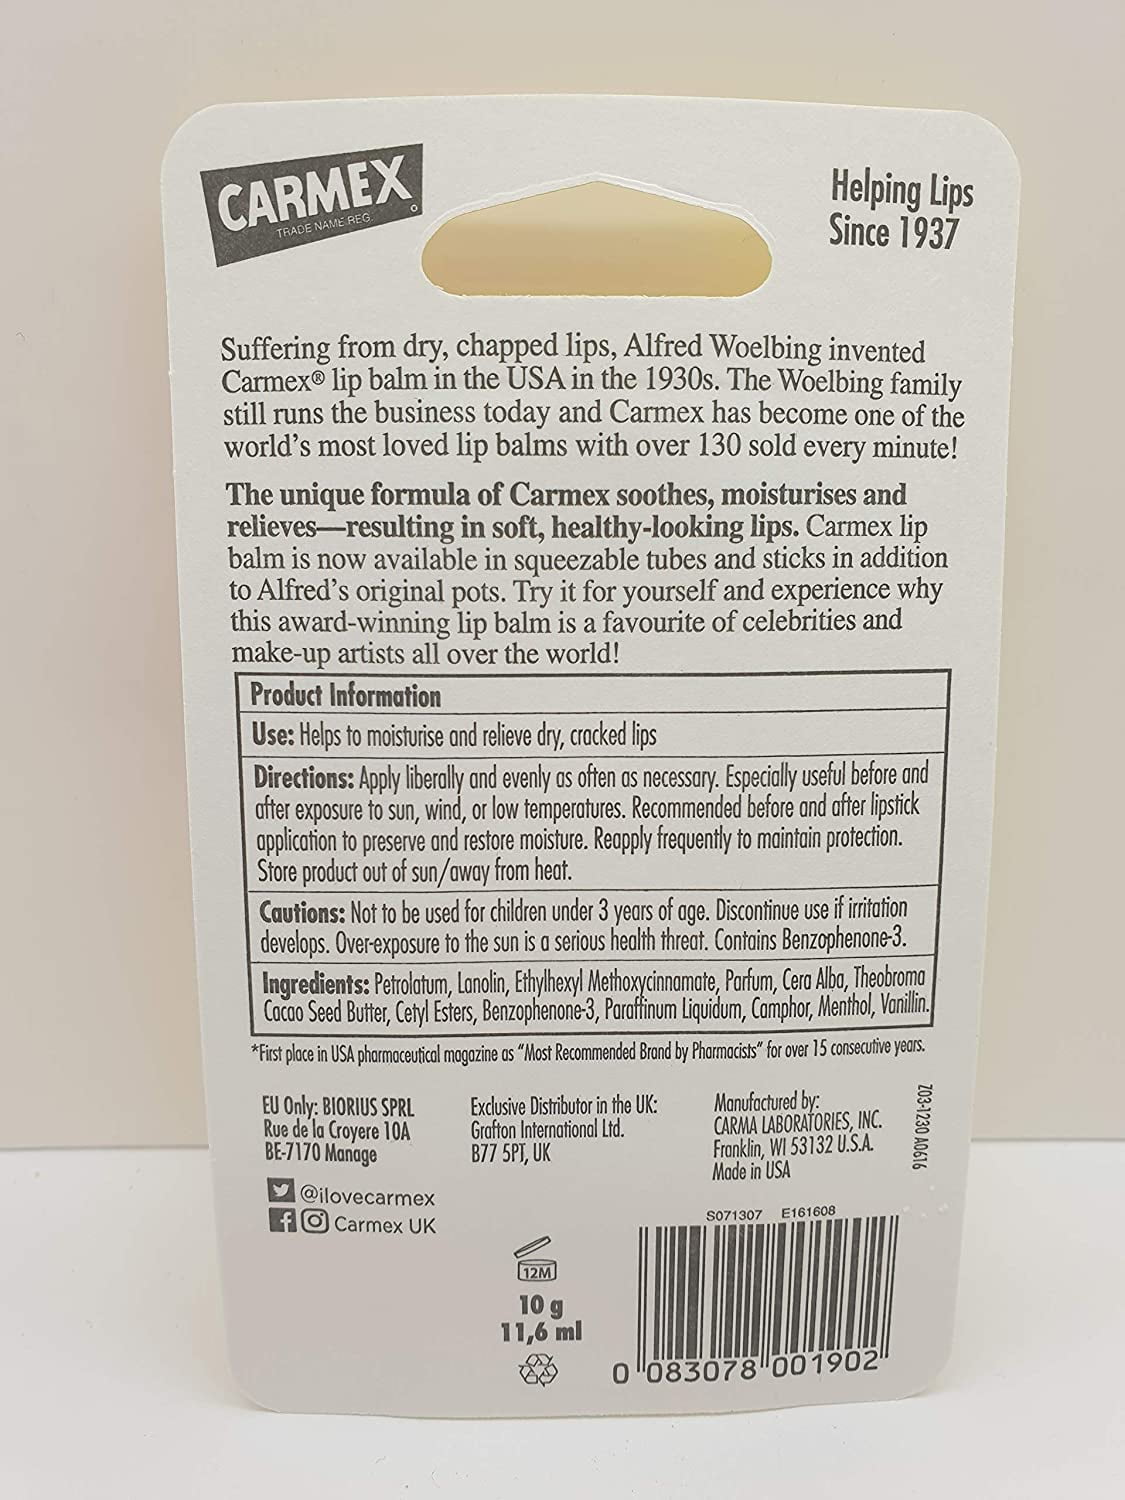 CARMEX
TRADE NAME REG.
Helping Lips
Since 1937
Suffering from dry, chapped lips, Alfred Woelbing invented
Carmex® lip balm in the USA in the 1930s. The Woelbing family
still runs the business today and Carmex has become one of the
world's most loved lip balms with over 130 sold every minute!
The unique formula of Carmex soothes, moisturises and
relieves—resulting in soft, healthy-looking lips. Carmex lip
balm is now available in squeezable tubes and sticks in addition
to Alfred's original pots. Try it for yourself and experience why
this award-winning lip balm is a favourite of celebrities and
make-up artists all over the world!
Product Information
Use: Helps to moisturise and relieve dry, cracked lips
Directions: Apply liberally and evenly as often as necessary. Especially useful before and
after exposure to sun, wind, or low temperatures. Recommended before and after lipstick
application to preserve and restore moisture. Reapply frequently to maintain protection.
Store product out of sun/away from heat.
Cautions: Not to be used for children under 3 years of age. Discontinue use if irritation
develops. Over-exposure to the sun is a serious health threat. Contains Benzophenone-3.
Ingredients: Petrolatum, Lanolin, Ethylhexyl Methoxycinnamate, Parfum, Cera Alba, Theobroma
Cacao Seed Butter, Cetyl Esters, Benzophenone-3, Paraffinum Liquidum, Camphor, Menthol, Vanillin.
*First place in USA pharmaceutical magazine as "Most Recommended Brand by Pharmacists" for over 15 consecutive years.
EU Only: BIORIUS SPRL
Rue de la Croyere 10A
BE-7170 Manage
Exclusive Distributor in the UK:
Grafton International Ltd.
B77 5PT, UK
Manufactured by:
CARMA LABORATORIES, INC.
Franklin, WI 53132 U.S.A.
Made in USA
Z03-1230 A0616
@ilovecarmex
Carmex UK
12M
10 g
11,6 ml
S071307 E161608
0 083078 001902